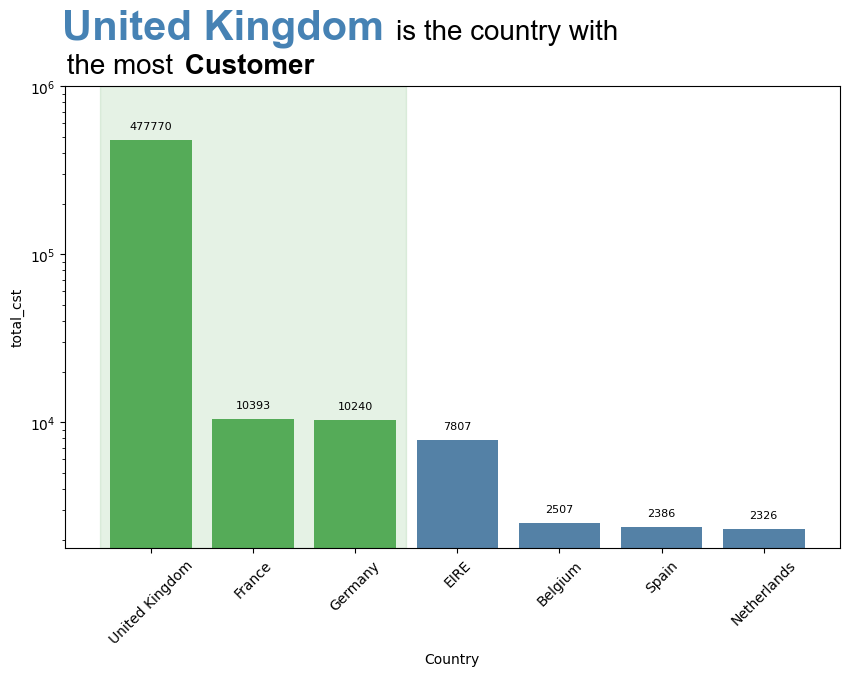 United Kingdom is the country with
the most Customer
10⁶
10⁵
10⁴
total_cst
477770
10393
10240
7807
2507
2386
2326
United Kingdom
France
Germany
EIRE
Belgium
Spain
Netherlands
Country